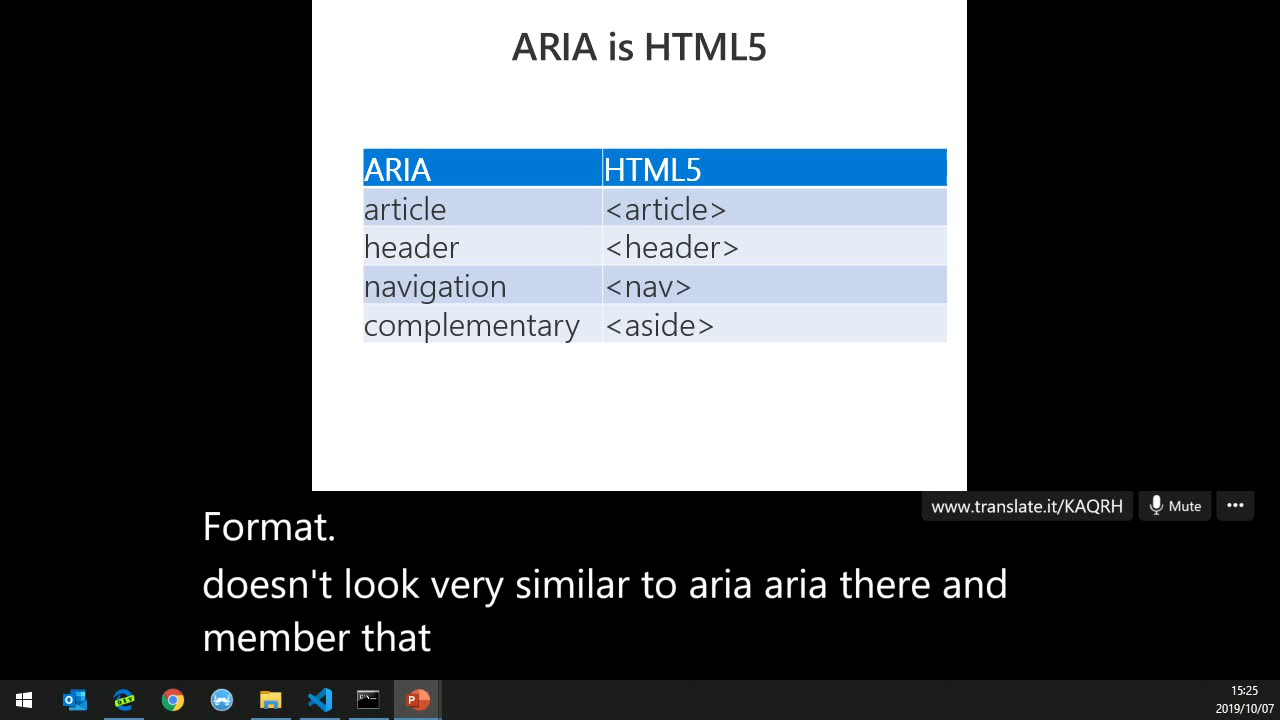 ARIA is HTML5
ARIA HTML5
article <article>
header <header>
navigation <nav>
complementary <aside>
www.translate.it/KAQRH Mute
Format.
doesn't look very similar to aria aria there and
member that
15:25
2019/10/07